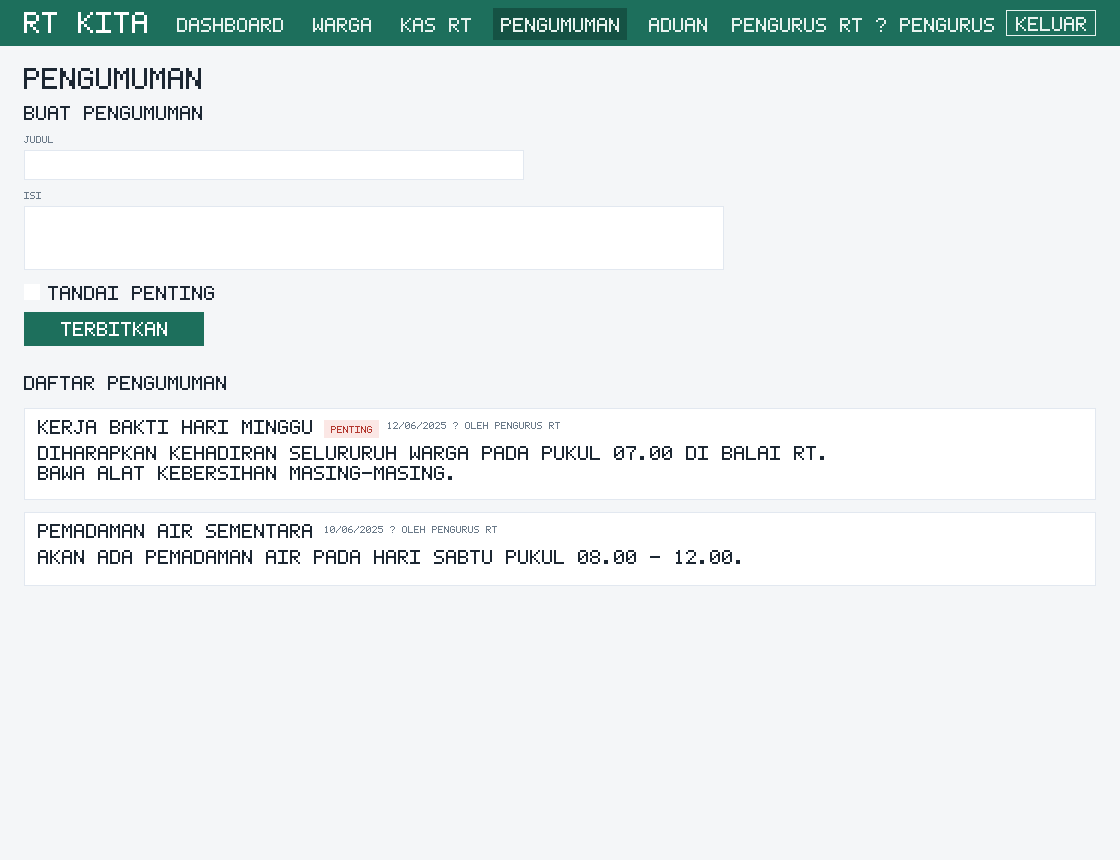 RT KITA DASHBOARD WARGA KAS RT PENGUMUMAN ADUAN PENGURUS RT ? PENGURUS KELUAR
PENGUMUMAN
BUAT PENGUMUMAN
JUDUL
ISI
TANDAI PENTING
TERBITKAN
DAFTAR PENGUMUMAN
KERJA BAKTI HARI MINGGU PENTING 12/06/2025 ? OLEH PENGURUS RT
DIHARAPKAN KEHADIRAN SELURURUH WARGA PADA PUKUL 07.00 DI BALAI RT.
BAWA ALAT KEBERSIHAN MASING-MASING.
PEMADAMAN AIR SEMENTARA 10/06/2025 ? OLEH PENGURUS RT
AKAN ADA PEMADAMAN AIR PADA HARI SABTU PUKUL 08.00 - 12.00.